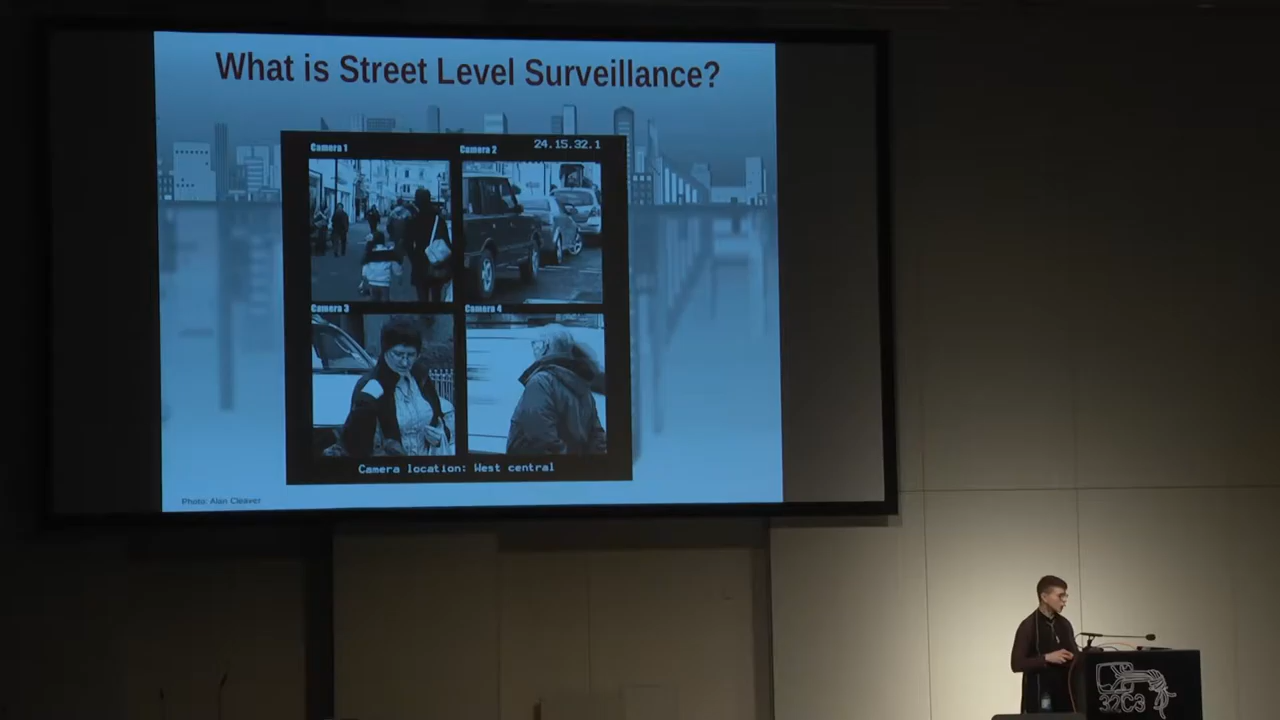 What is Street Level Surveillance?
Camera 1
Camera 2
24.15.32.1
Camera 3
Camera 4
Camera location: West central
Photo: Alan Cleaver
32C3